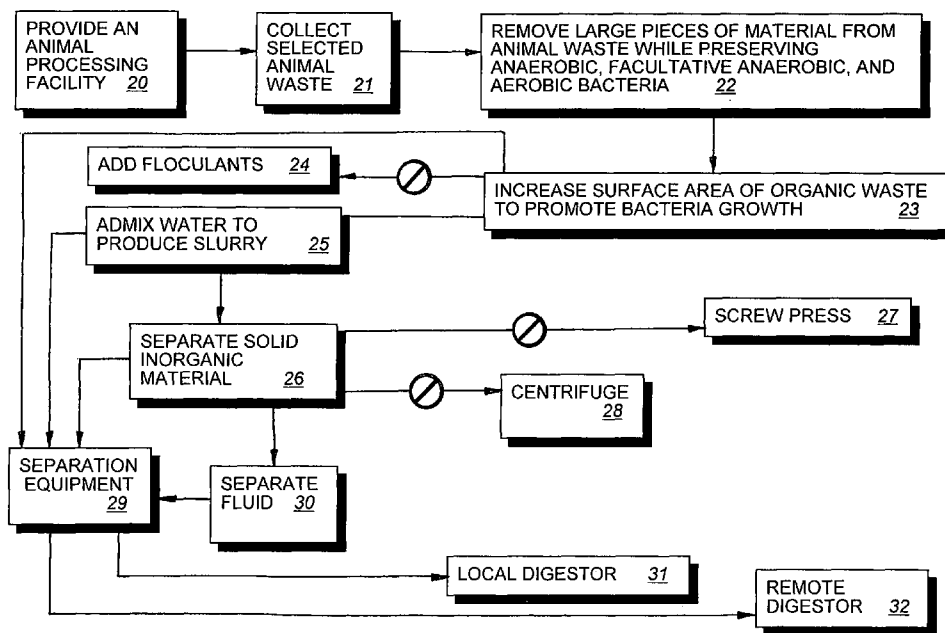 PROVIDE AN
ANIMAL
PROCESSING
FACILITY 20
COLLECT
SELECTED
ANIMAL
WASTE 21
REMOVE LARGE PIECES OF MATERIAL FROM
ANIMAL WASTE WHILE PRESERVING
ANAEROBIC, FACULTATIVE ANAEROBIC, AND
AEROBIC BACTERIA 22
ADD FLOCULANTS 24
INCREASE SURFACE AREA OF ORGANIC WASTE
TO PROMOTE BACTERIA GROWTH 23
ADMIX WATER TO
PRODUCE SLURRY 25
SEPARATE SOLID
INORGANIC
MATERIAL 26
SCREW PRESS 27
CENTRIFUGE
28
SEPARATION
EQUIPMENT
29
SEPARATE
FLUID 30
LOCAL DIGESTOR 31
REMOTE
DIGESTOR 32